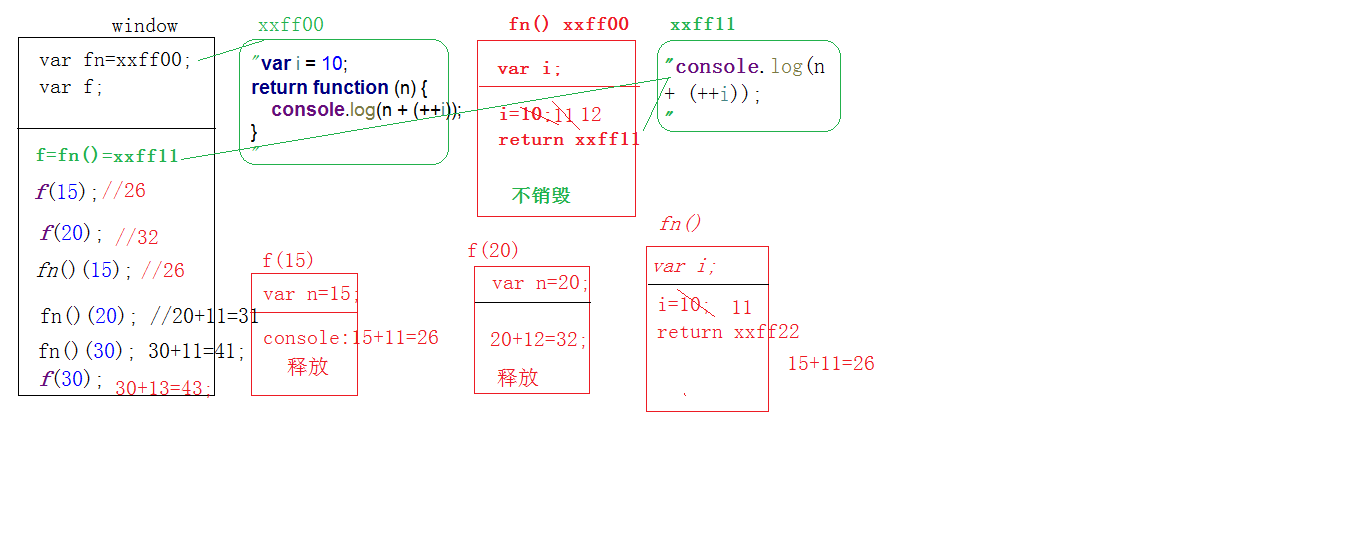 window
var fn=xxff00;
var f;
f=fn()=xxff11
f(15);//26
f(20); //32
fn()(15); //26
fn()(20); //20+11=31
fn()(30); 30+11=41;
f(30); 30+13=43;
xxff00
"var i = 10;
return function (n) {
console.log(n + (++i));
}
"
fn() xxff00
var i;
i=10;11 12
return xxff11
不销毁
xxff11
"console.log(n
+ (++i));
"
f(15)
var n=15;
console:15+11=26
释放
f(20)
var n=20;
20+12=32;
释放
fn()
var i;
i=10; 11
return xxff22
15+11=26